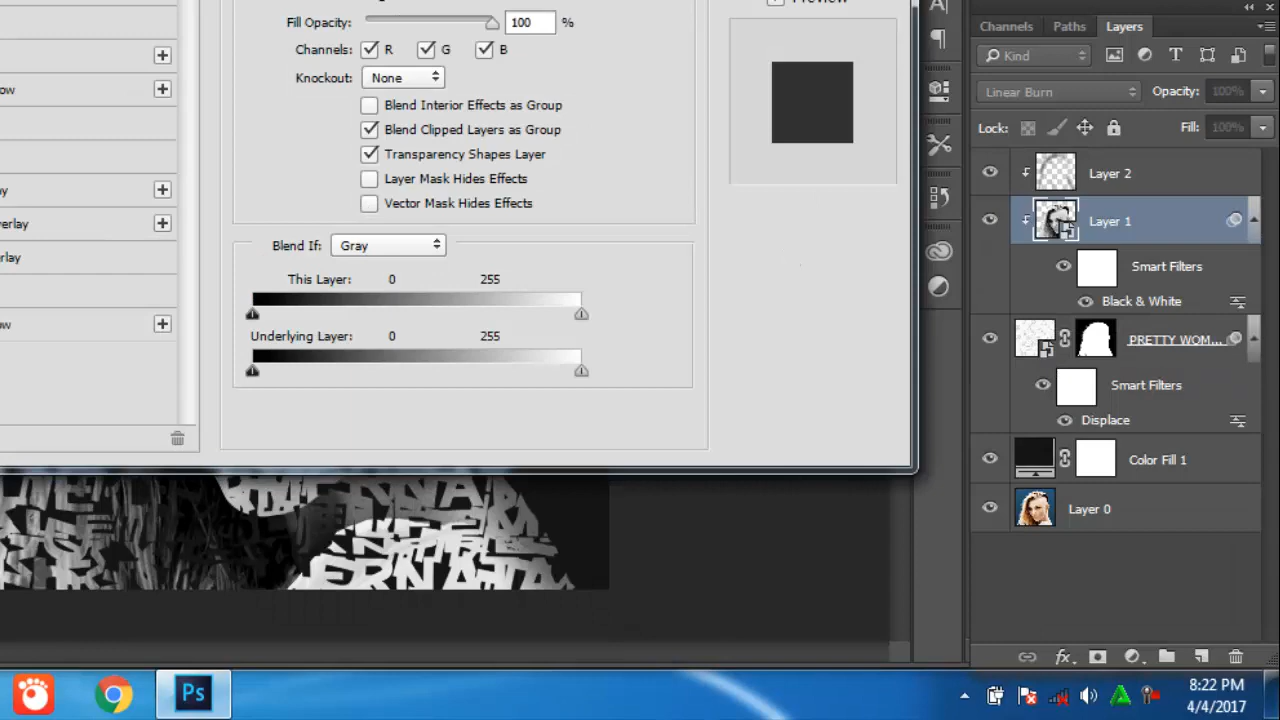 Fill Opacity: 100 %
Channels: R G B
Knockout: None
Blend Interior Effects as Group
Blend Clipped Layers as Group
Transparency Shapes Layer
Layer Mask Hides Effects
Vector Mask Hides Effects
Blend If: Gray
This Layer: 0 255
Underlying Layer: 0 255
Channels Paths Layers
Kind
Linear Burn Opacity: 100%
Lock: Fill: 100%
Layer 2
Layer 1
Smart Filters
Black & White
PRETTY WOM...
Smart Filters
Displace
Color Fill 1
Layer 0
fx
Ps
8:22 PM
4/4/2017